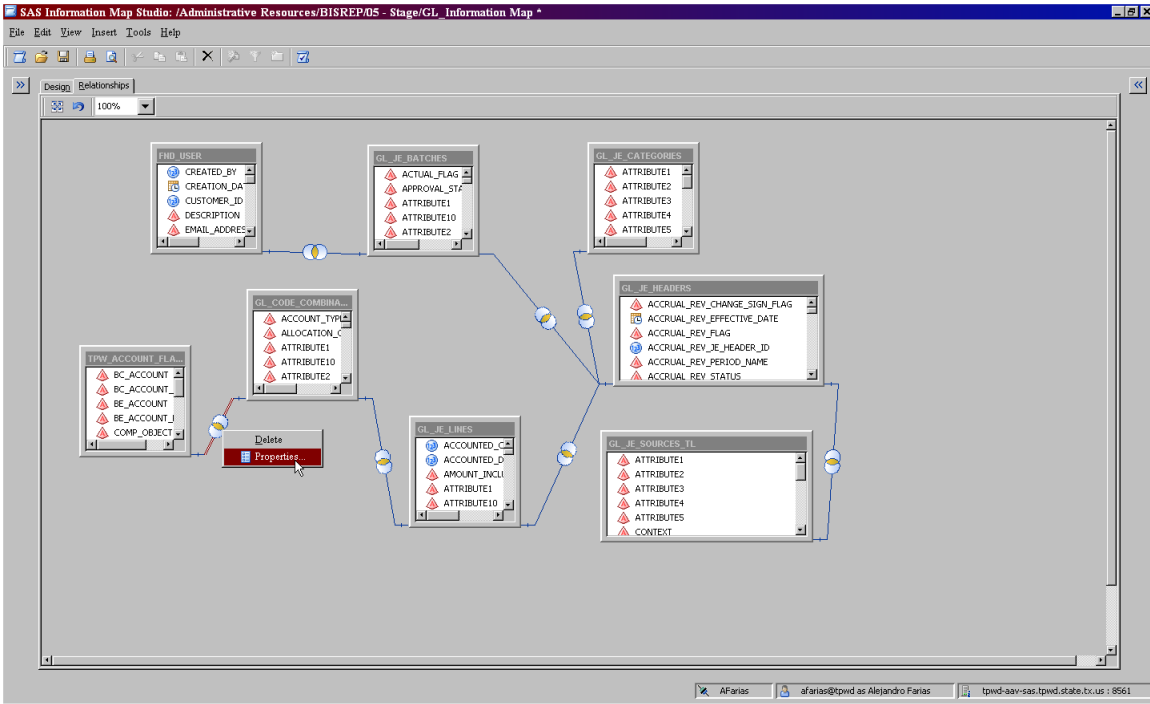 SAS Information Map Studio: /Administrative Resources/BISREP/05 - Stage/GL_Information Map *
File Edit View Insert Tools Help
Design Relationships
100%
FND_USER
CREATED_BY
CREATION_DA
CUSTOMER_ID
DESCRIPTION
EMAIL_ADDRES
GL_JE_BATCHES
ACTUAL_FLAG
APPROVAL_STA
ATTRIBUTE1
ATTRIBUTE10
ATTRIBUTE2
GL_JE_CATEGORIES
ATTRIBUTE1
ATTRIBUTE2
ATTRIBUTE3
ATTRIBUTE4
ATTRIBUTE5
GL_CODE_COMBINA...
ACCOUNT_TYPE
ALLOCATION_C
ATTRIBUTE1
ATTRIBUTE10
ATTRIBUTE2
GL_JE_HEADERS
ACCRUAL_REV_CHANGE_SIGN_FLAG
ACCRUAL_REV_EFFECTIVE_DATE
ACCRUAL_REV_FLAG
ACCRUAL_REV_JE_HEADER_ID
ACCRUAL_REV_PERIOD_NAME
ACCRUAL_REV_STATUS
TPW_ACCOUNT_FLA...
BC_ACCOUNT
BC_ACCOUNT_
BE_ACCOUNT
BE_ACCOUNT_I
COMP_OBJECT
Delete
Properties...
GL_JE_LINES
ACCOUNTED_C
ACCOUNTED_D
AMOUNT_INCLU
ATTRIBUTE1
ATTRIBUTE10
GL_JE_SOURCES_TL
ATTRIBUTE1
ATTRIBUTE2
ATTRIBUTE3
ATTRIBUTE4
ATTRIBUTE5
CONTEXT
AFarias
afarias@tpwd as Alejandro Farias
tpwd-aav-sas.tpwd.state.tx.us : 8561